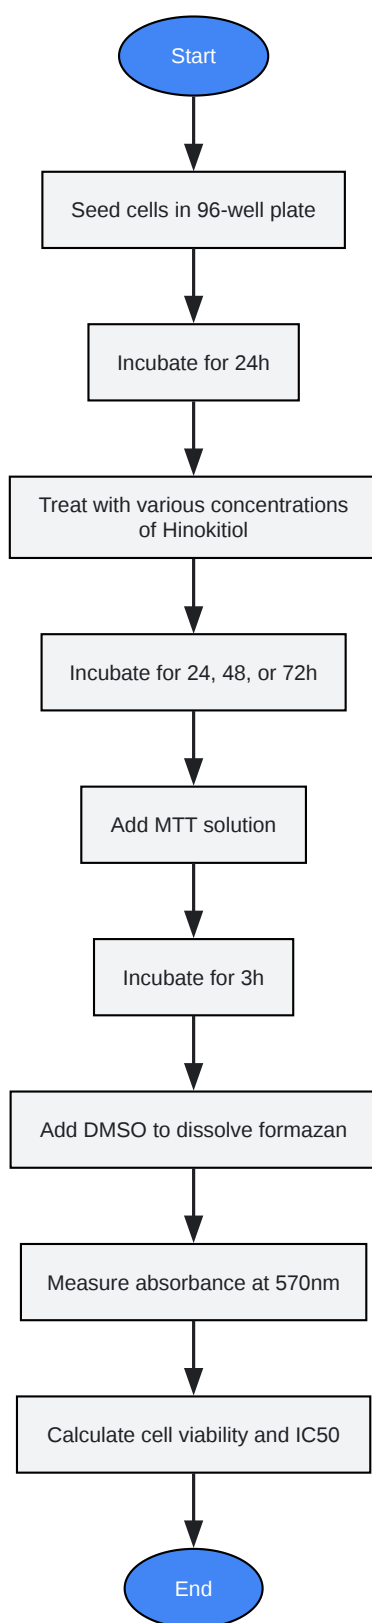 Start
Seed cells in 96-well plate
Incubate for 24h
Treat with various concentrations
of Hinokitiol
Incubate for 24, 48, or 72h
Add MTT solution
Incubate for 3h
Add DMSO to dissolve formazan
Measure absorbance at 570nm
Calculate cell viability and IC50
End